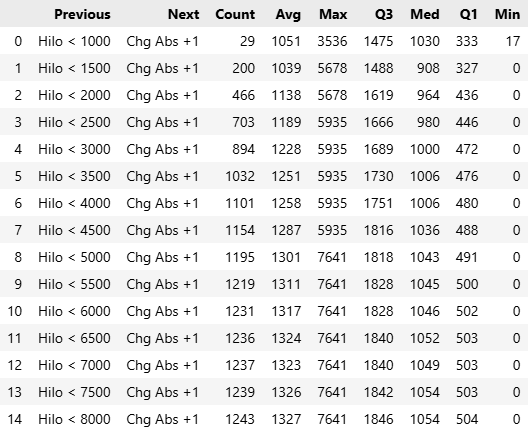 Previous Next Count Avg Max Q3 Med Q1 Min
0 Hilo < 1000 Chg Abs +1 29 1051 3536 1475 1030 333 17
1 Hilo < 1500 Chg Abs +1 200 1039 5678 1488 908 327 0
2 Hilo < 2000 Chg Abs +1 466 1138 5678 1619 964 436 0
3 Hilo < 2500 Chg Abs +1 703 1189 5935 1666 980 446 0
4 Hilo < 3000 Chg Abs +1 894 1228 5935 1689 1000 472 0
5 Hilo < 3500 Chg Abs +1 1032 1251 5935 1730 1006 476 0
6 Hilo < 4000 Chg Abs +1 1101 1258 5935 1751 1006 480 0
7 Hilo < 4500 Chg Abs +1 1154 1287 5935 1816 1036 488 0
8 Hilo < 5000 Chg Abs +1 1195 1301 7641 1818 1043 491 0
9 Hilo < 5500 Chg Abs +1 1219 1311 7641 1828 1045 500 0
10 Hilo < 6000 Chg Abs +1 1231 1317 7641 1828 1046 502 0
11 Hilo < 6500 Chg Abs +1 1236 1324 7641 1840 1052 503 0
12 Hilo < 7000 Chg Abs +1 1237 1323 7641 1840 1049 503 0
13 Hilo < 7500 Chg Abs +1 1239 1326 7641 1842 1054 503 0
14 Hilo < 8000 Chg Abs +1 1243 1327 7641 1846 1054 504 0